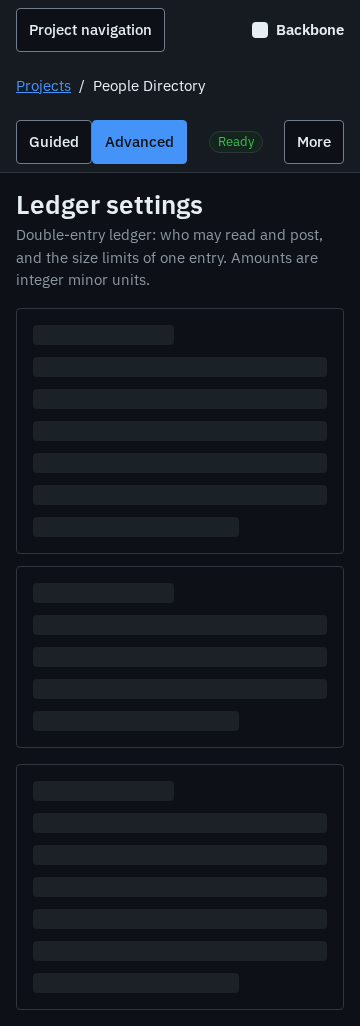 Project navigation
Backbone
Projects / People Directory
Guided
Advanced
Ready
More
Ledger settings
Double-entry ledger: who may read and post,
and the size limits of one entry. Amounts are
integer minor units.